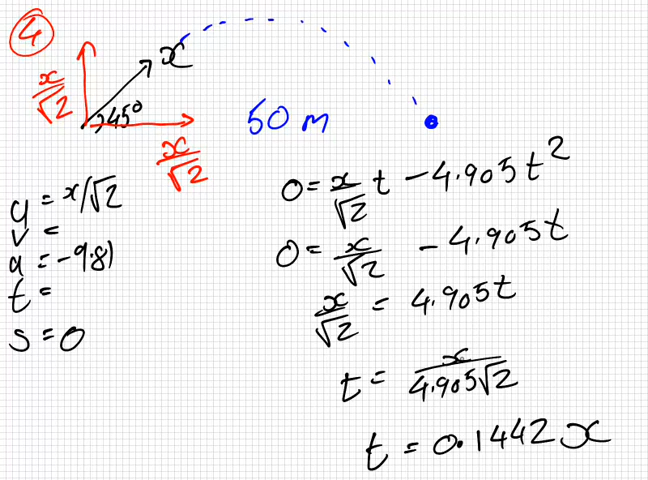 4
x
x/√2
45°
50 m
x/√2
u = x/√2
v =
a = -9.81
t =
s = 0
0 = x/√2 t - 4.905t²
0 = x/√2 - 4.905t
x/√2 = 4.905t
t = x/4.905√2
t = 0.1442x